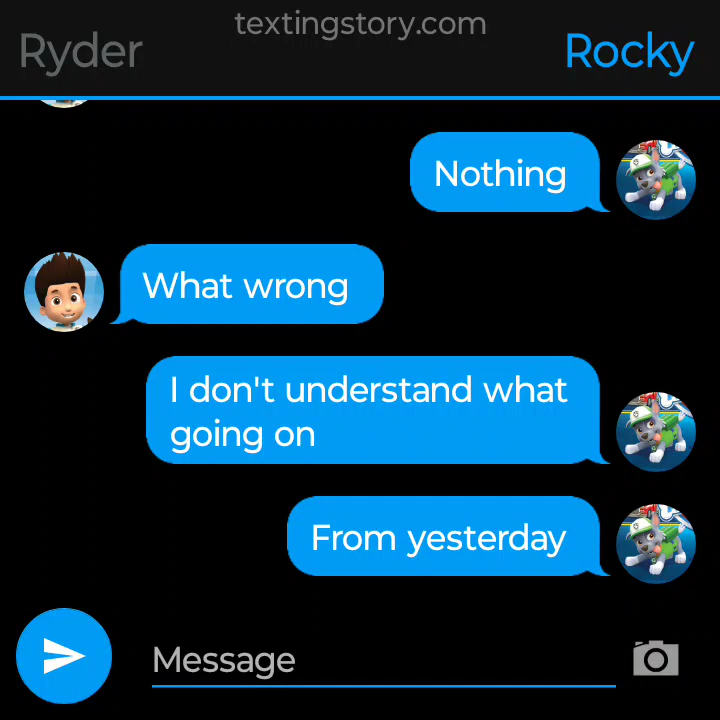 textingstory.com
Ryder
Rocky
Nothing
What wrong
I don't understand what
going on
From yesterday
Message